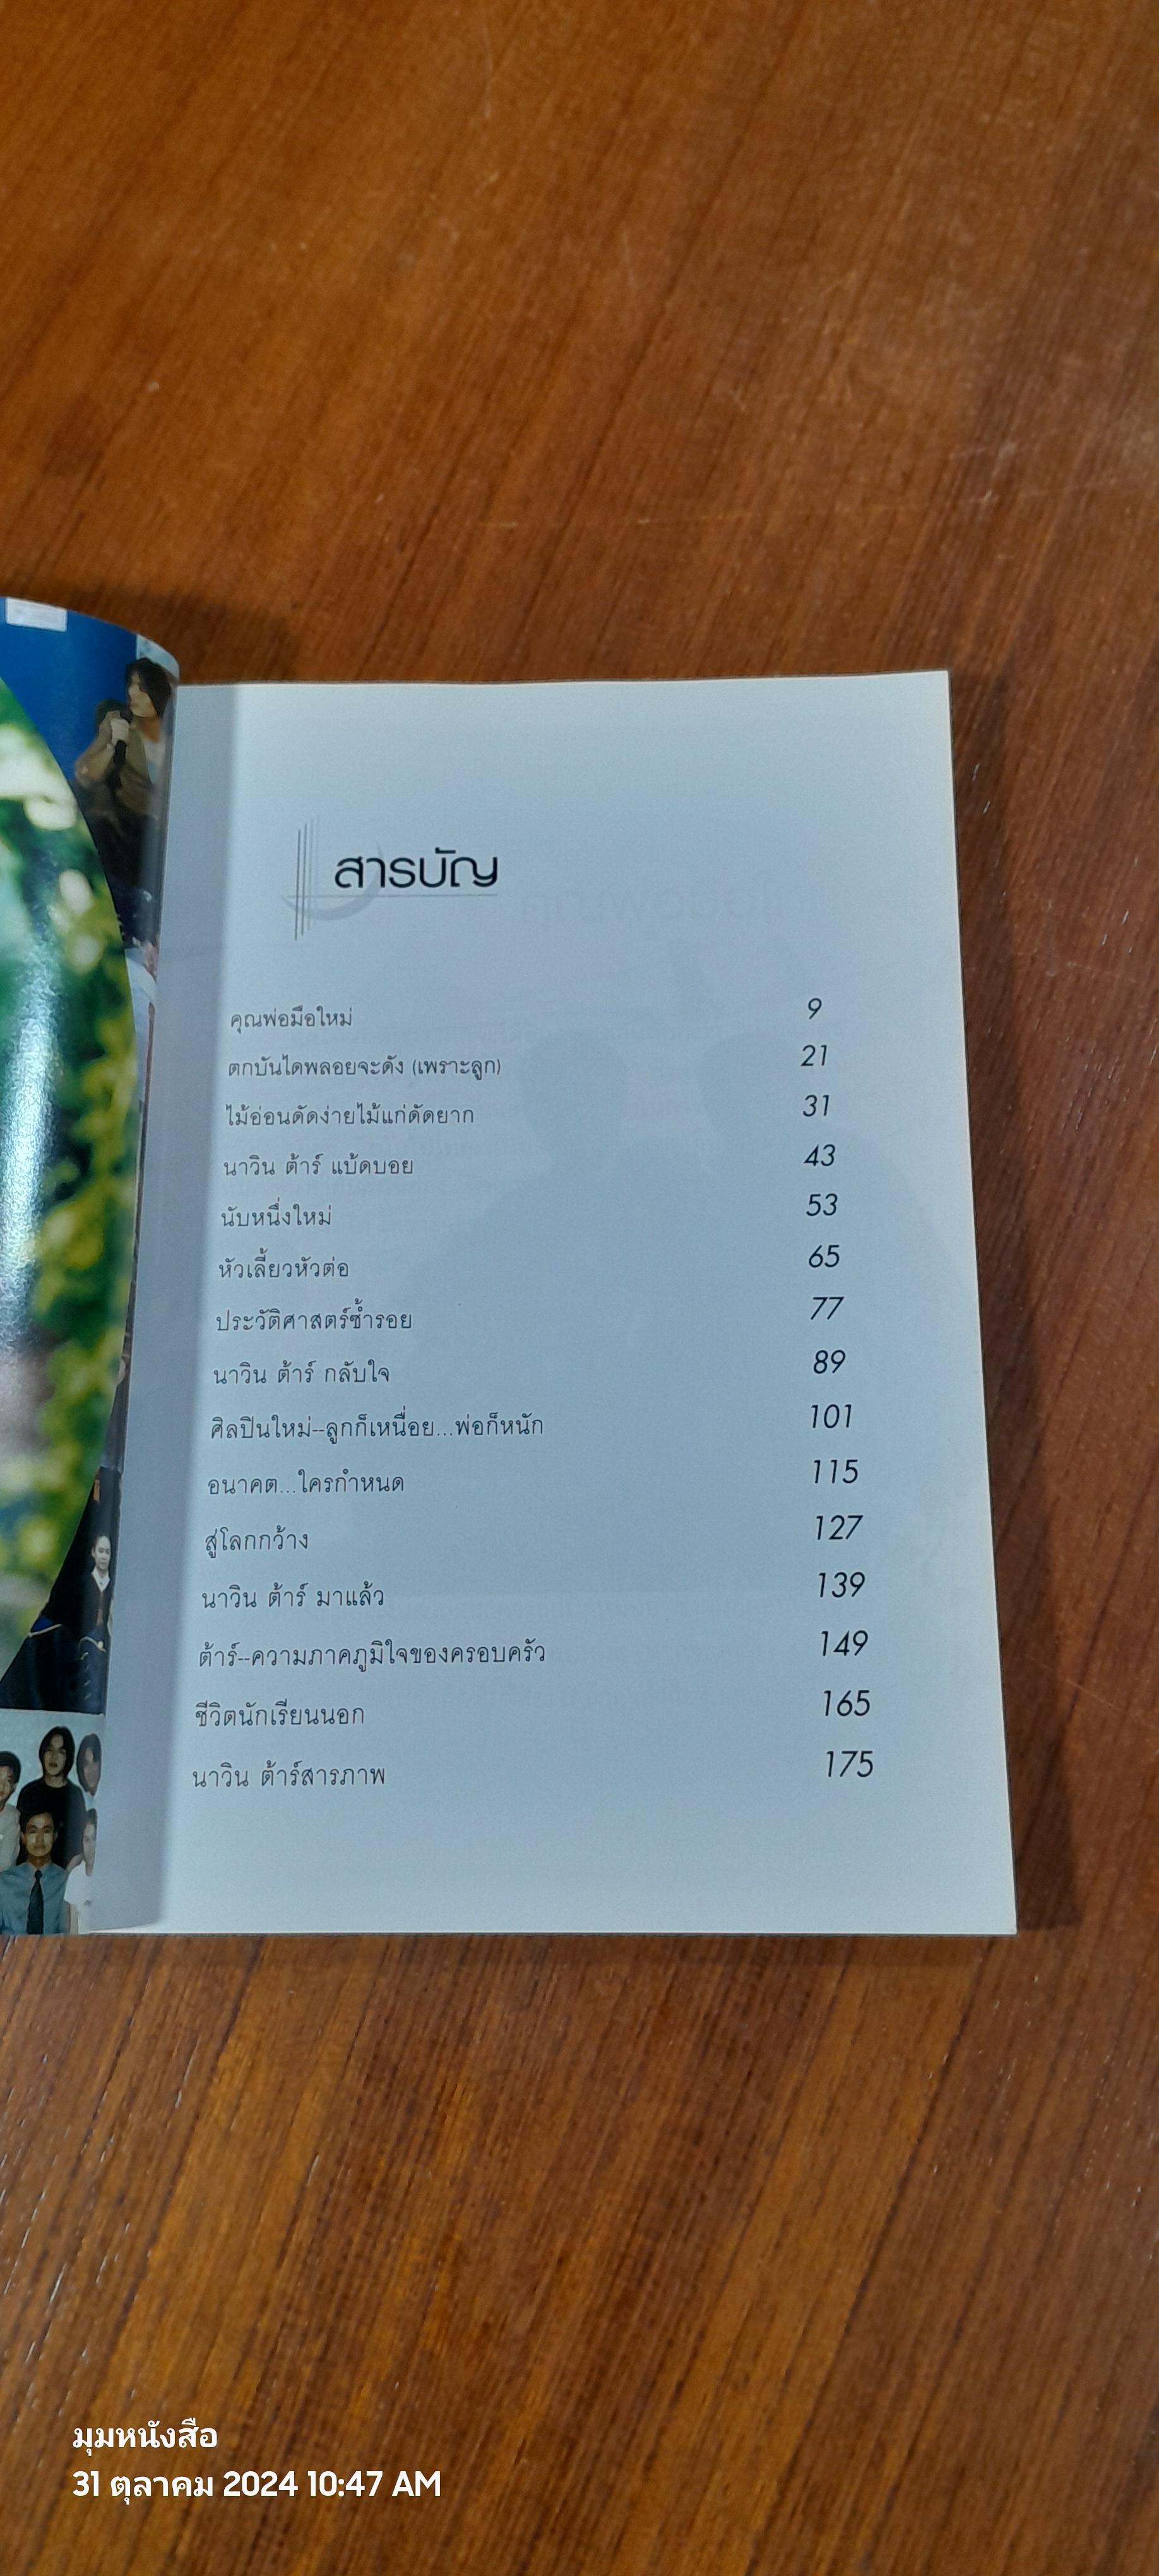 สารบัญ
คุณพ่อมือใหม่ 9
ตกบันไดพลอยจะดัง (เพราะลูก) 21
ไม้อ่อนดัดง่ายไม้แก่ดัดยาก 31
นาวิน ต้าร์ แบ้ดบอย 43
นับหนึ่งใหม่ 53
หัวเลี้ยวหัวต่อ 65
ประวัติศาสตร์ซ้ำรอย 77
นาวิน ต้าร์ กลับใจ 89
ศิลปินใหม่--ลูกก็เหนื่อย...พ่อก็หนัก 101
อนาคต...ใครกำหนด 115
สู่โลกกว้าง 127
นาวิน ต้าร์ มาแล้ว 139
ต้าร์--ความภาคภูมิใจของครอบครัว 149
ชีวิตนักเรียนนอก 165
นาวิน ต้าร์สารภาพ 175
มุมหนังสือ
31 ตุลาคม 2024 10:47 AM